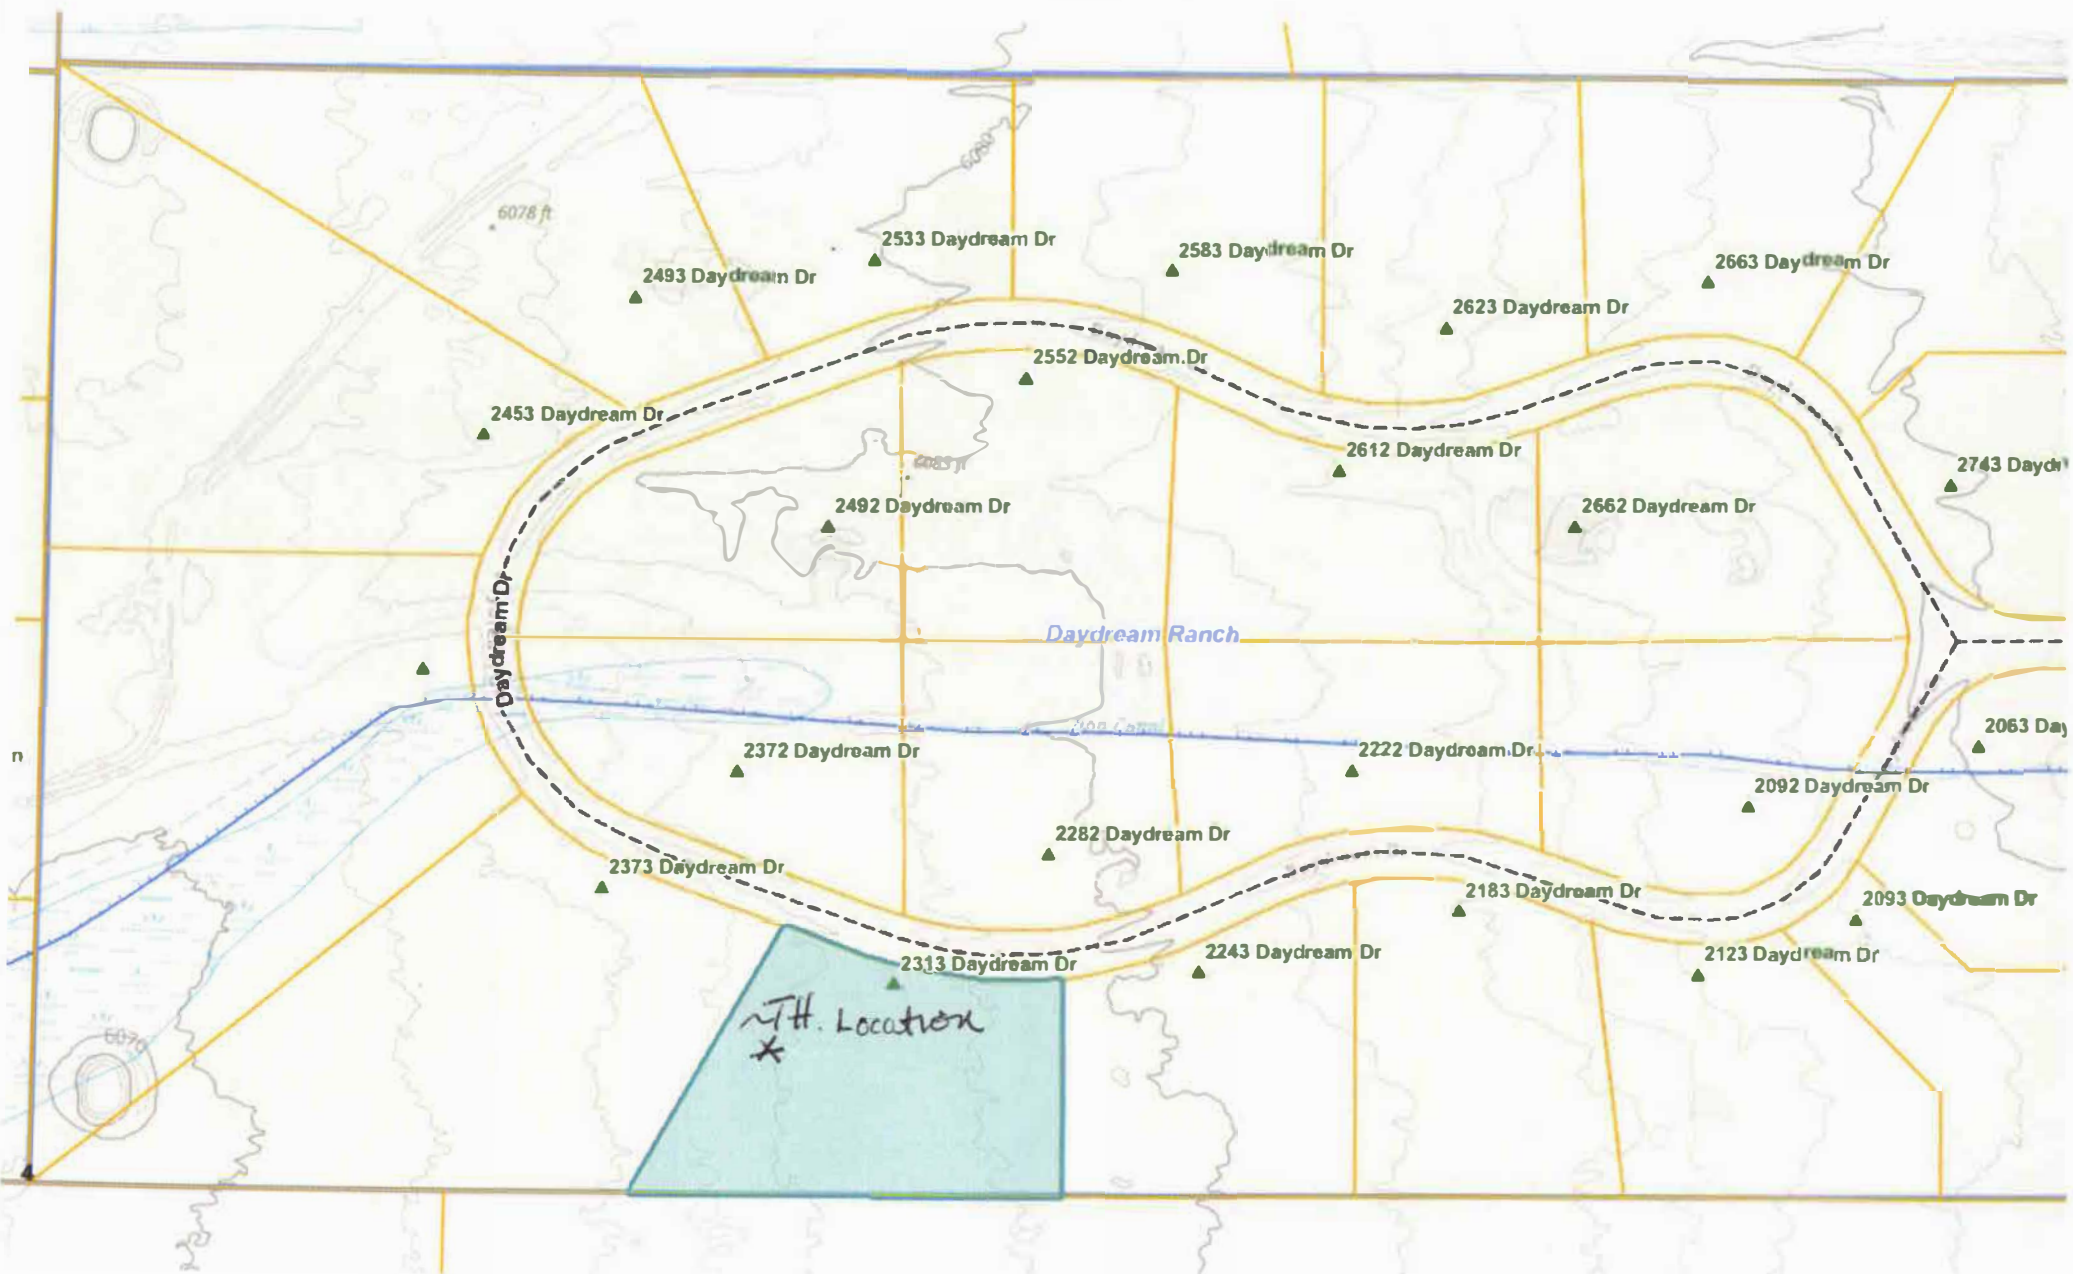 6080
6078 ft
2533 Daydream Dr
2583 Daydream Dr
2663 Daydream Dr
2493 Daydream Dr
2623 Daydream Dr
2552 Daydream Dr
2453 Daydream Dr
2612 Daydream Dr
2743 Dayd
2492 Daydream Dr
2662 Daydream Dr
Daydream Dr
Daydream Ranch
2063 Day
n
2372 Daydream Dr
2222 Daydream Dr
2092 Daydream Dr
2282 Daydream Dr
2373 Daydream Dr
2183 Daydream Dr
2093 Daydream Dr
2313 Daydream Dr
2243 Daydream Dr
2123 Daydream Dr
~TH. Location
*
6070
4